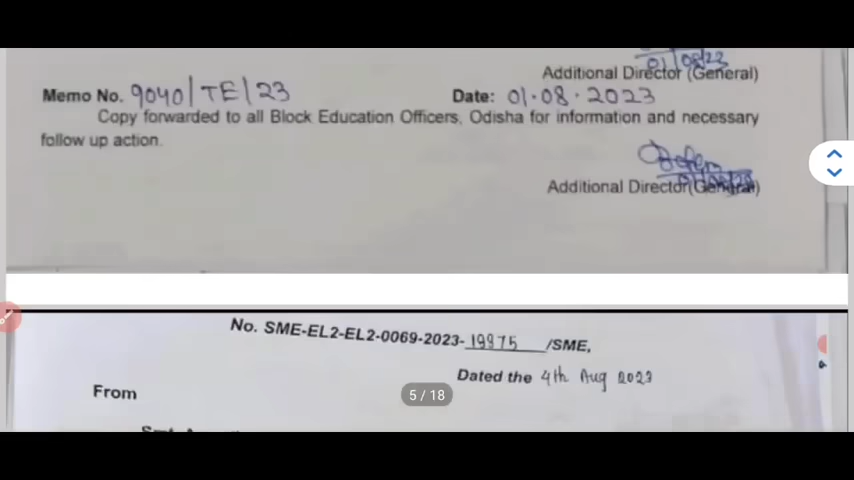 01/08/23
Additional Director (General)
Memo No. 9040/TE/23 Date: 01.08.2023
Copy forwarded to all Block Education Officers, Odisha for information and necessary
follow up action.
Additional Director (General)
No. SME-EL2-EL2-0069-2023-19875/SME,
Dated the 4th Aug 2023
5 / 18
From